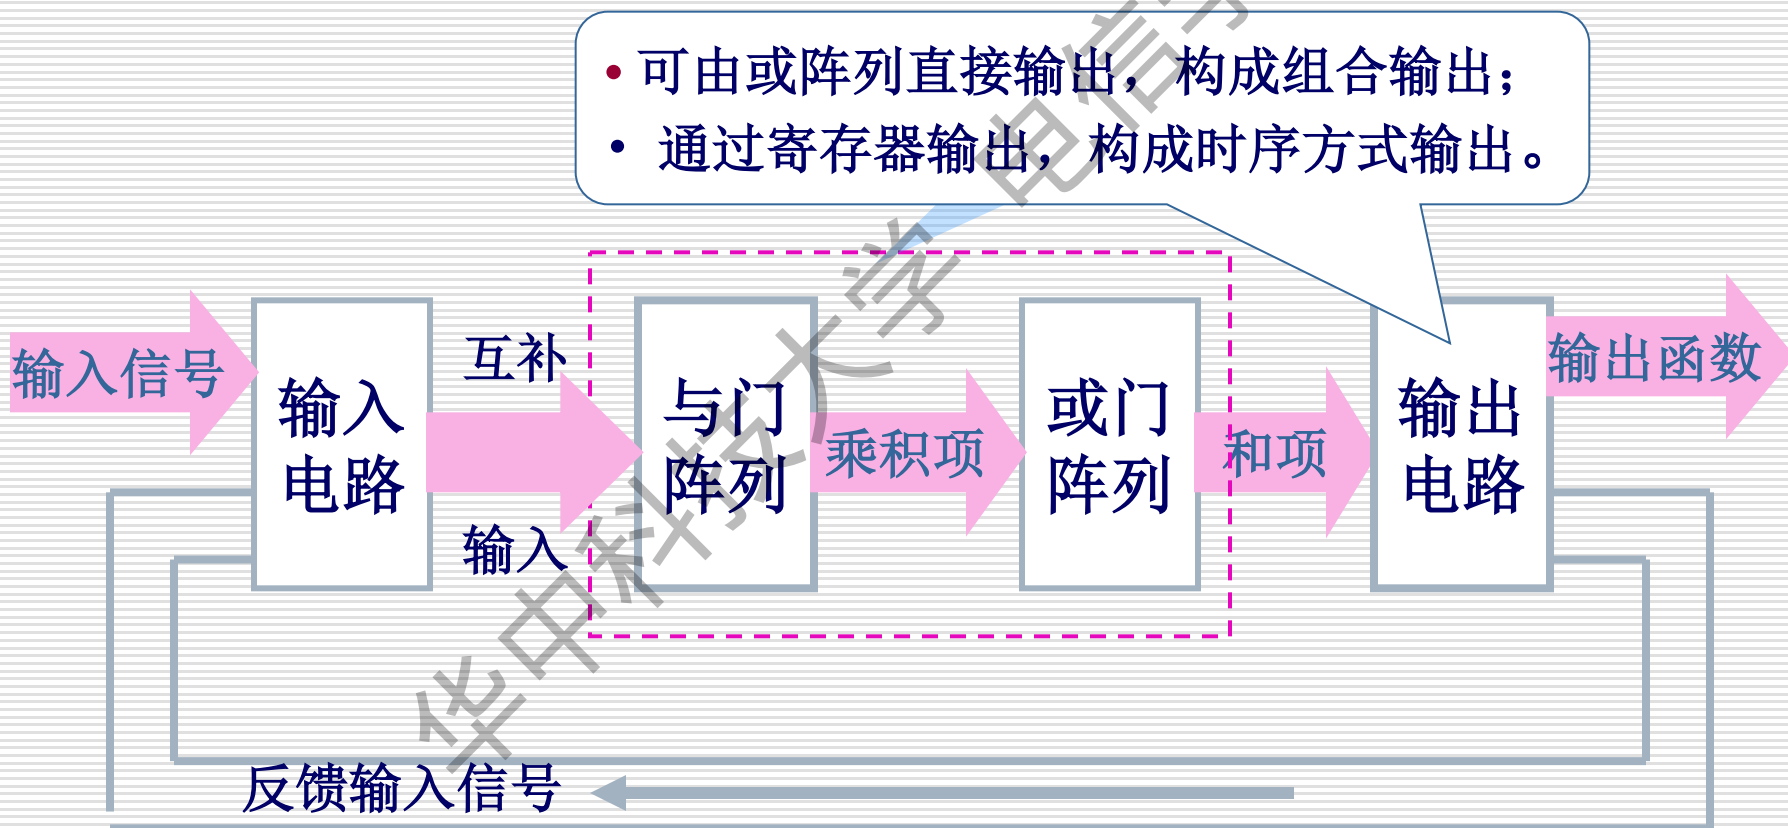 • 可由或阵列直接输出，构成组合输出；
• 通过寄存器输出，构成时序方式输出。
输入信号
输入
电路
互补
输入
与门
阵列
乘积项
或门
阵列
和项
输出
电路
输出函数
反馈输入信号
华中科技大学 电信学